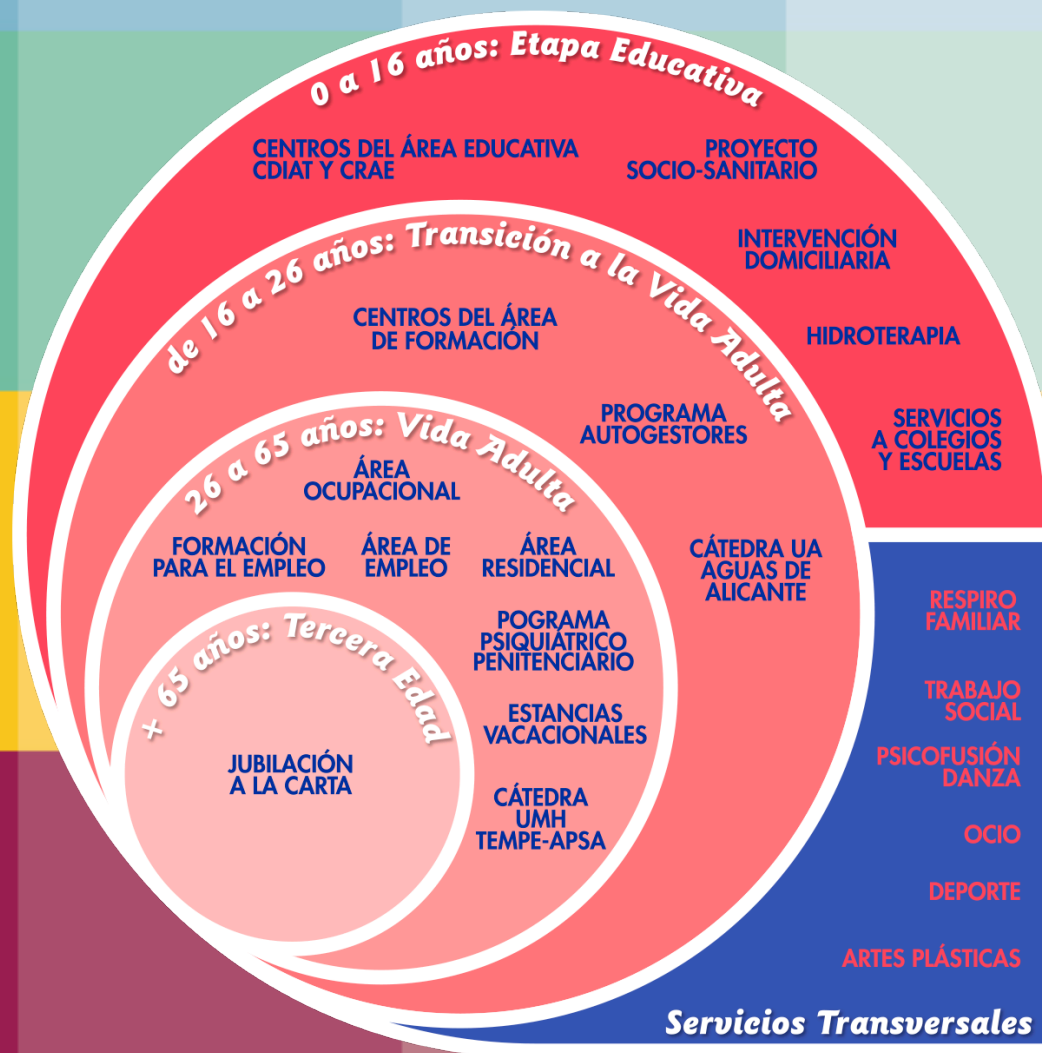 0 a 16 años: Etapa Educativa
CENTROS DEL ÁREA EDUCATIVA
CDIAT Y CRAE
PROYECTO
SOCIO-SANITARIO
INTERVENCIÓN
DOMICILIARIA
HIDROTERAPIA
SERVICIOS
A COLEGIOS
Y ESCUELAS
de 16 a 26 años: Transición a la Vida Adulta
CENTROS DEL ÁREA
DE FORMACIÓN
PROGRAMA
AUTOGESTORES
CÁTEDRA UA
AGUAS DE
ALICANTE
26 a 65 años: Vida Adulta
ÁREA
OCUPACIONAL
FORMACIÓN
PARA EL EMPLEO
ÁREA DE
EMPLEO
ÁREA
RESIDENCIAL
POGRAMA
PSIQUIÁTRICO
PENITENCIARIO
ESTANCIAS
VACACIONALES
CÁTEDRA
UMH
TEMPE-APSA
+ 65 años: Tercera Edad
JUBILACIÓN
A LA CARTA
RESPIRO
FAMILIAR
TRABAJO
SOCIAL
PSICOFUSIÓN
DANZA
OCIO
DEPORTE
ARTES PLÁSTICAS
Servicios Transversales